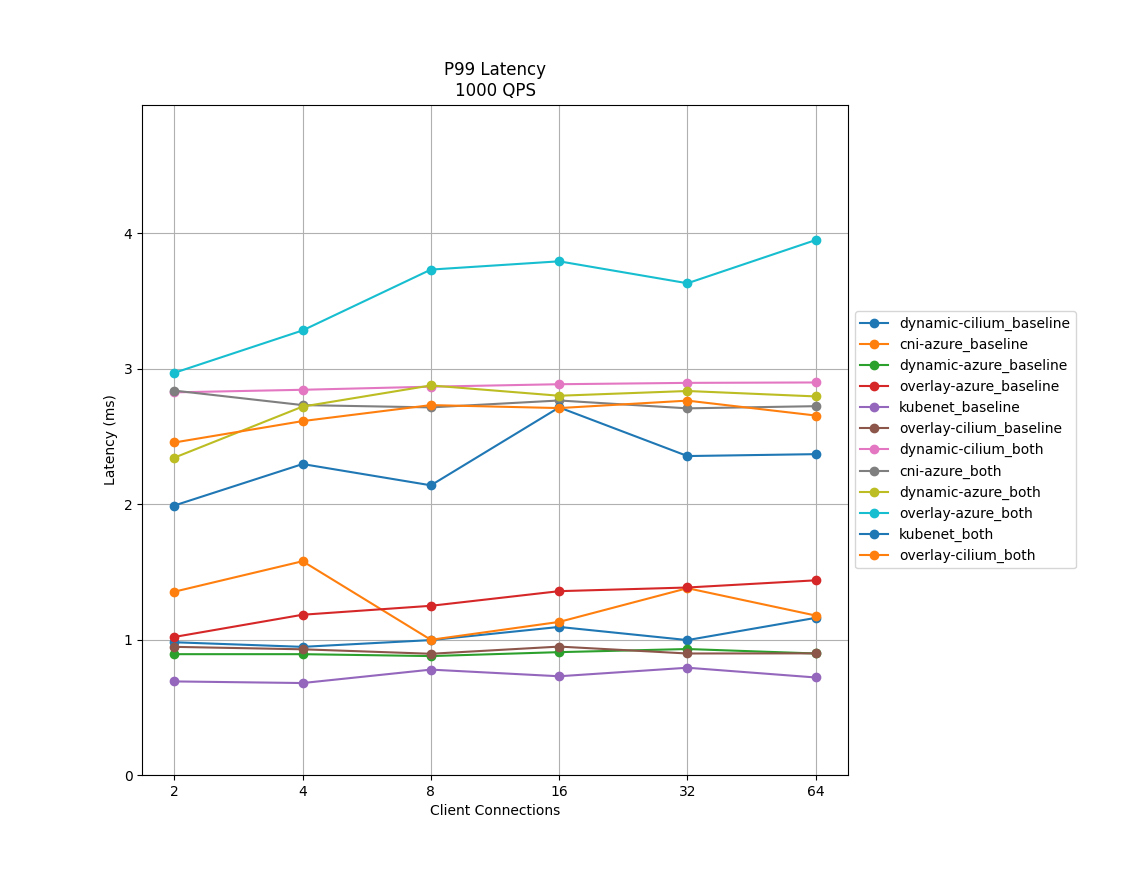 P99 Latency
1000 QPS
Latency (ms)
4
3
2
1
0
2 4 8 16 32 64
Client Connections
dynamic-cilium_baseline
cni-azure_baseline
dynamic-azure_baseline
overlay-azure_baseline
kubenet_baseline
overlay-cilium_baseline
dynamic-cilium_both
cni-azure_both
dynamic-azure_both
overlay-azure_both
kubenet_both
overlay-cilium_both